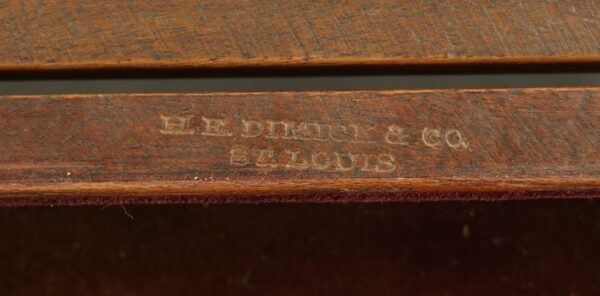 H.E. DIMICK & CO.
ST. LOUIS